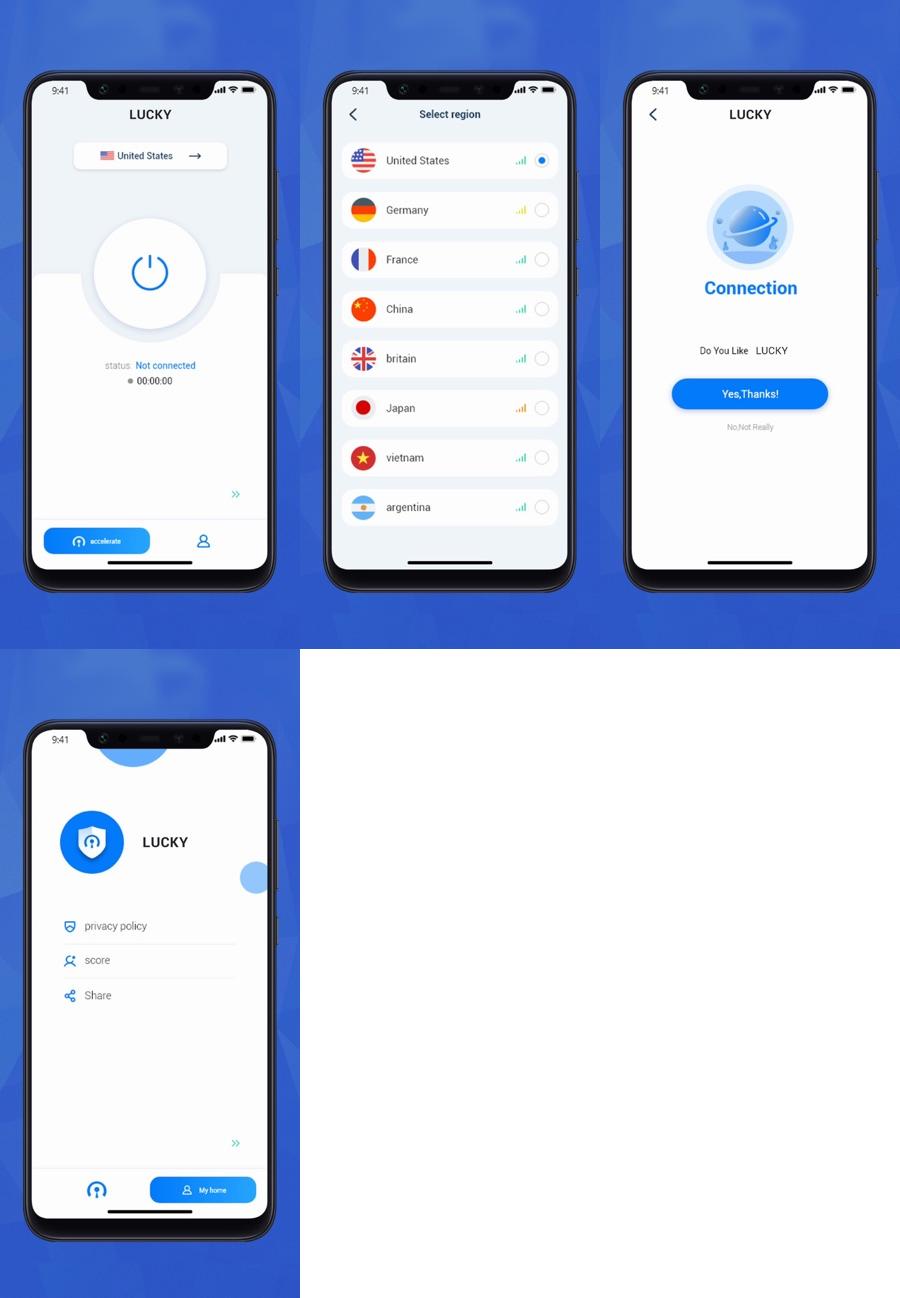 9:41
LUCKY
United States
status: Not connected
00:00:00
accelerate
9:41
Select region
United States
Germany
France
China
britain
Japan
vietnam
argentina
9:41
LUCKY
Connection
Do You Like LUCKY
Yes,Thanks!
No,Not Really
9:41
LUCKY
privacy policy
score
Share
My home